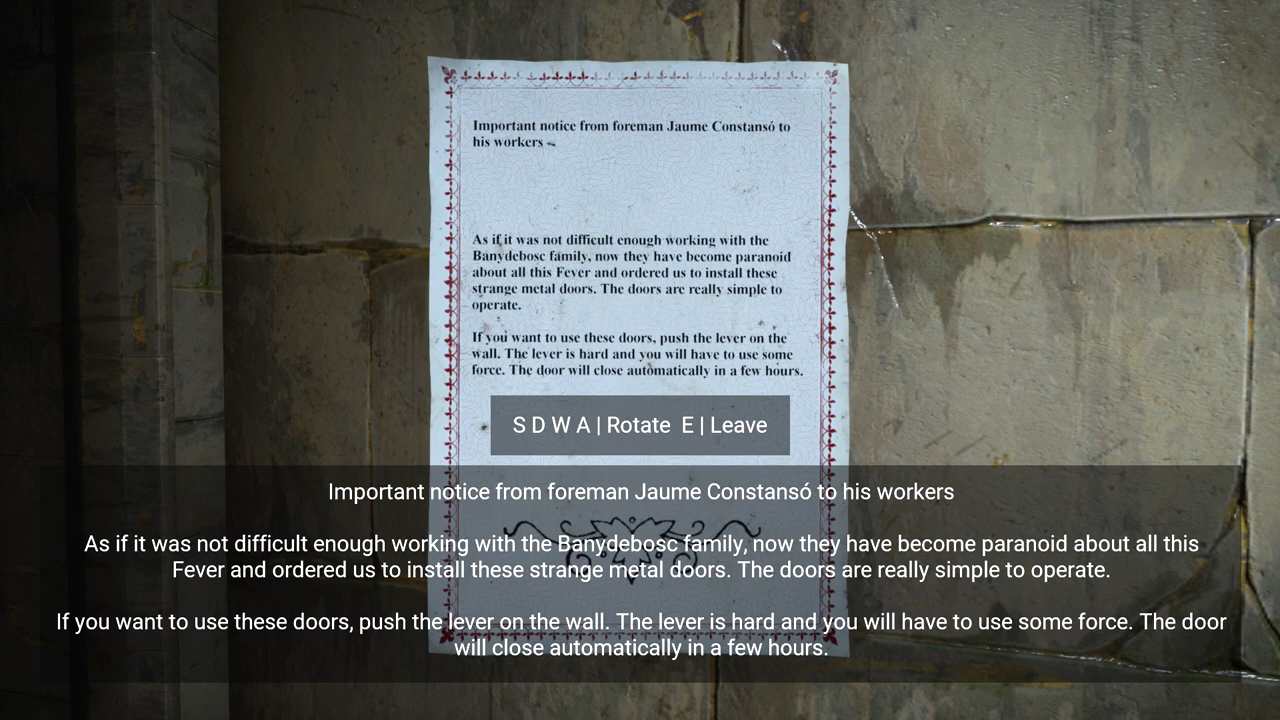 Important notice from foreman Jaume Constansó to
his workers
As if it was not difficult enough working with the
Banydebosc family, now they have become paranoid
about all this Fever and ordered us to install these
strange metal doors. The doors are really simple to
operate.
If you want to use these doors, push the lever on the
wall. The lever is hard and you will have to use some
force. The door will close automatically in a few hours.
S D W A | Rotate E | Leave
Important notice from foreman Jaume Constansó to his workers
As if it was not difficult enough working with the Banydebosc family, now they have become paranoid about all this
Fever and ordered us to install these strange metal doors. The doors are really simple to operate.
If you want to use these doors, push the lever on the wall. The lever is hard and you will have to use some force. The door
will close automatically in a few hours.